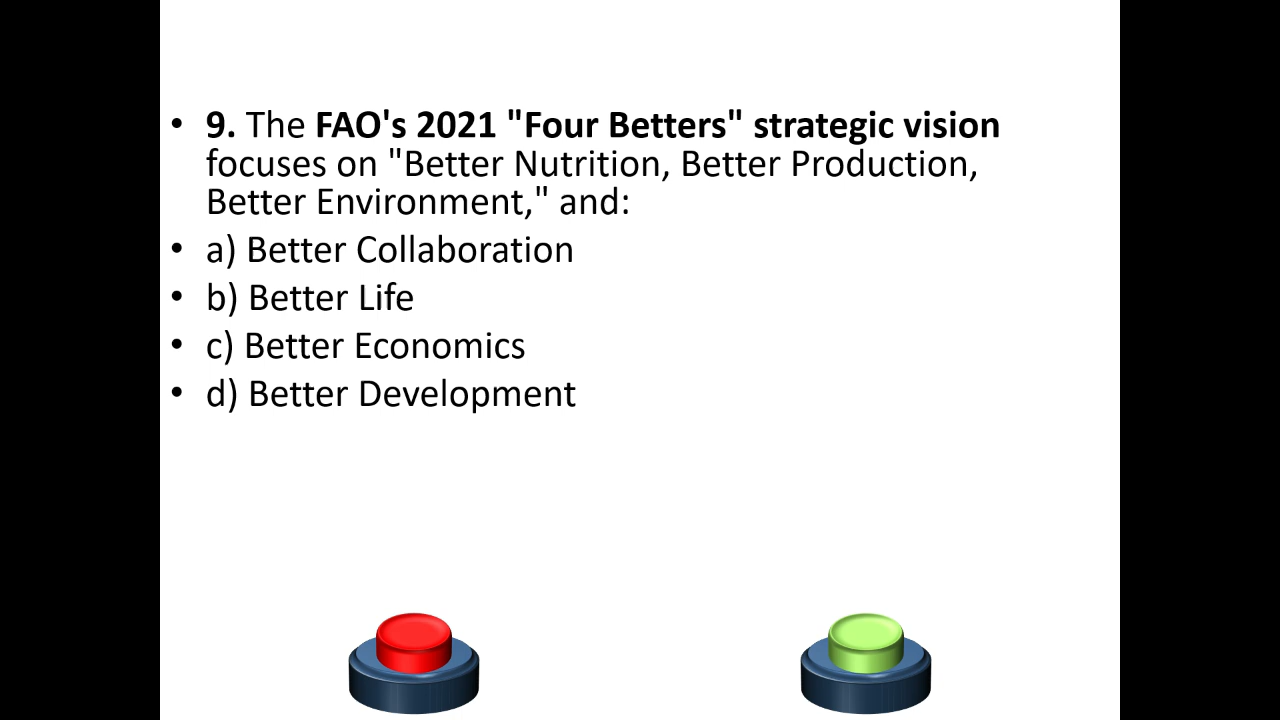 • 9. The FAO's 2021 "Four Betters" strategic vision
focuses on "Better Nutrition, Better Production,
Better Environment," and:
• a) Better Collaboration
• b) Better Life
• c) Better Economics
• d) Better Development